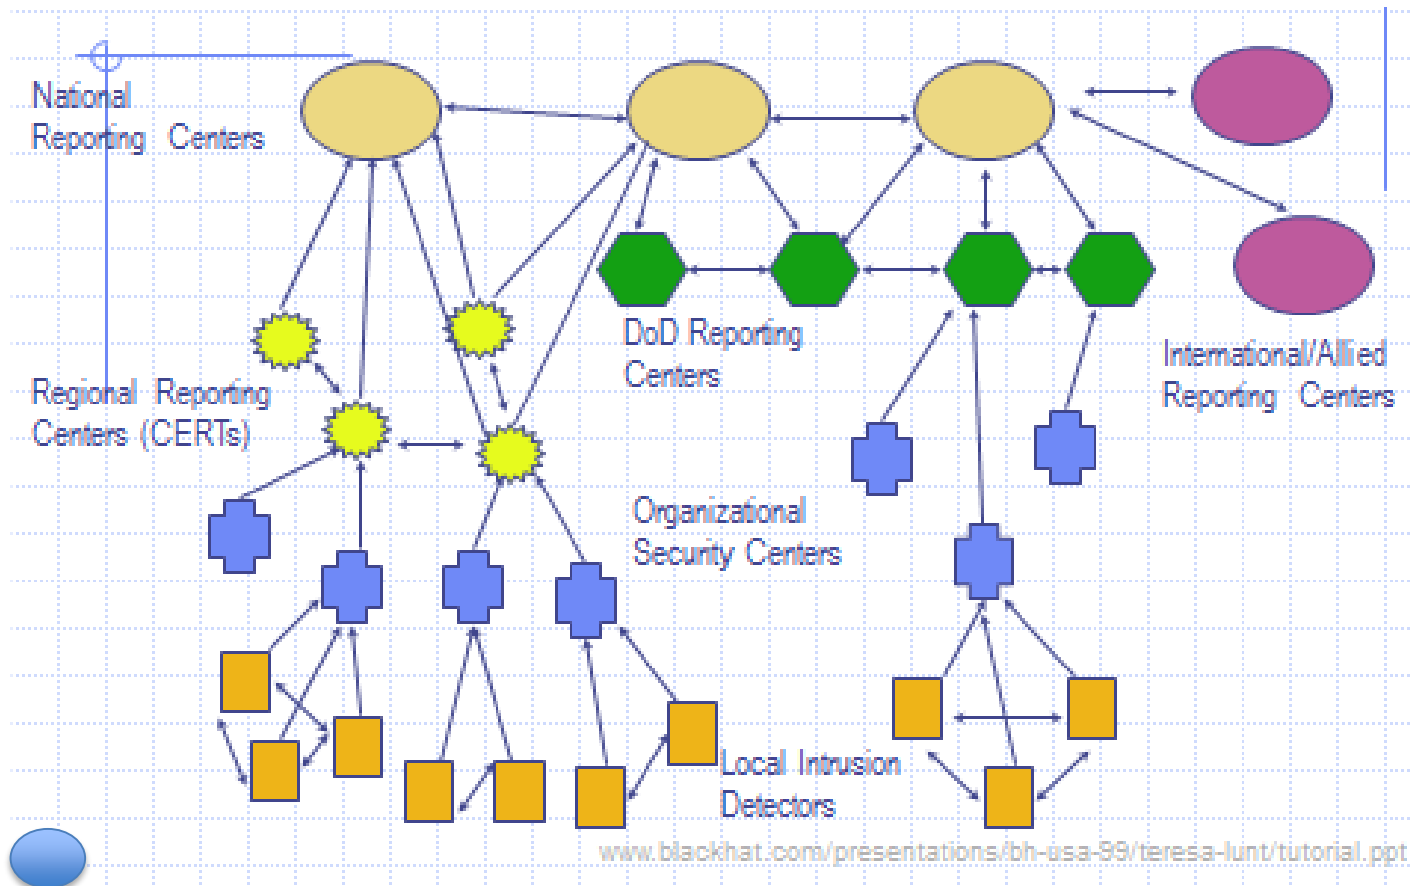 National
Reporting Centers
DoD Reporting
Centers
International/Allied
Reporting Centers
Regional Reporting
Centers (CERTs)
Organizational
Security Centers
Local Intrusion
Detectors
www.blackhat.com/presentations/bh-usa-99/teresa-lunt/tutorial.ppt